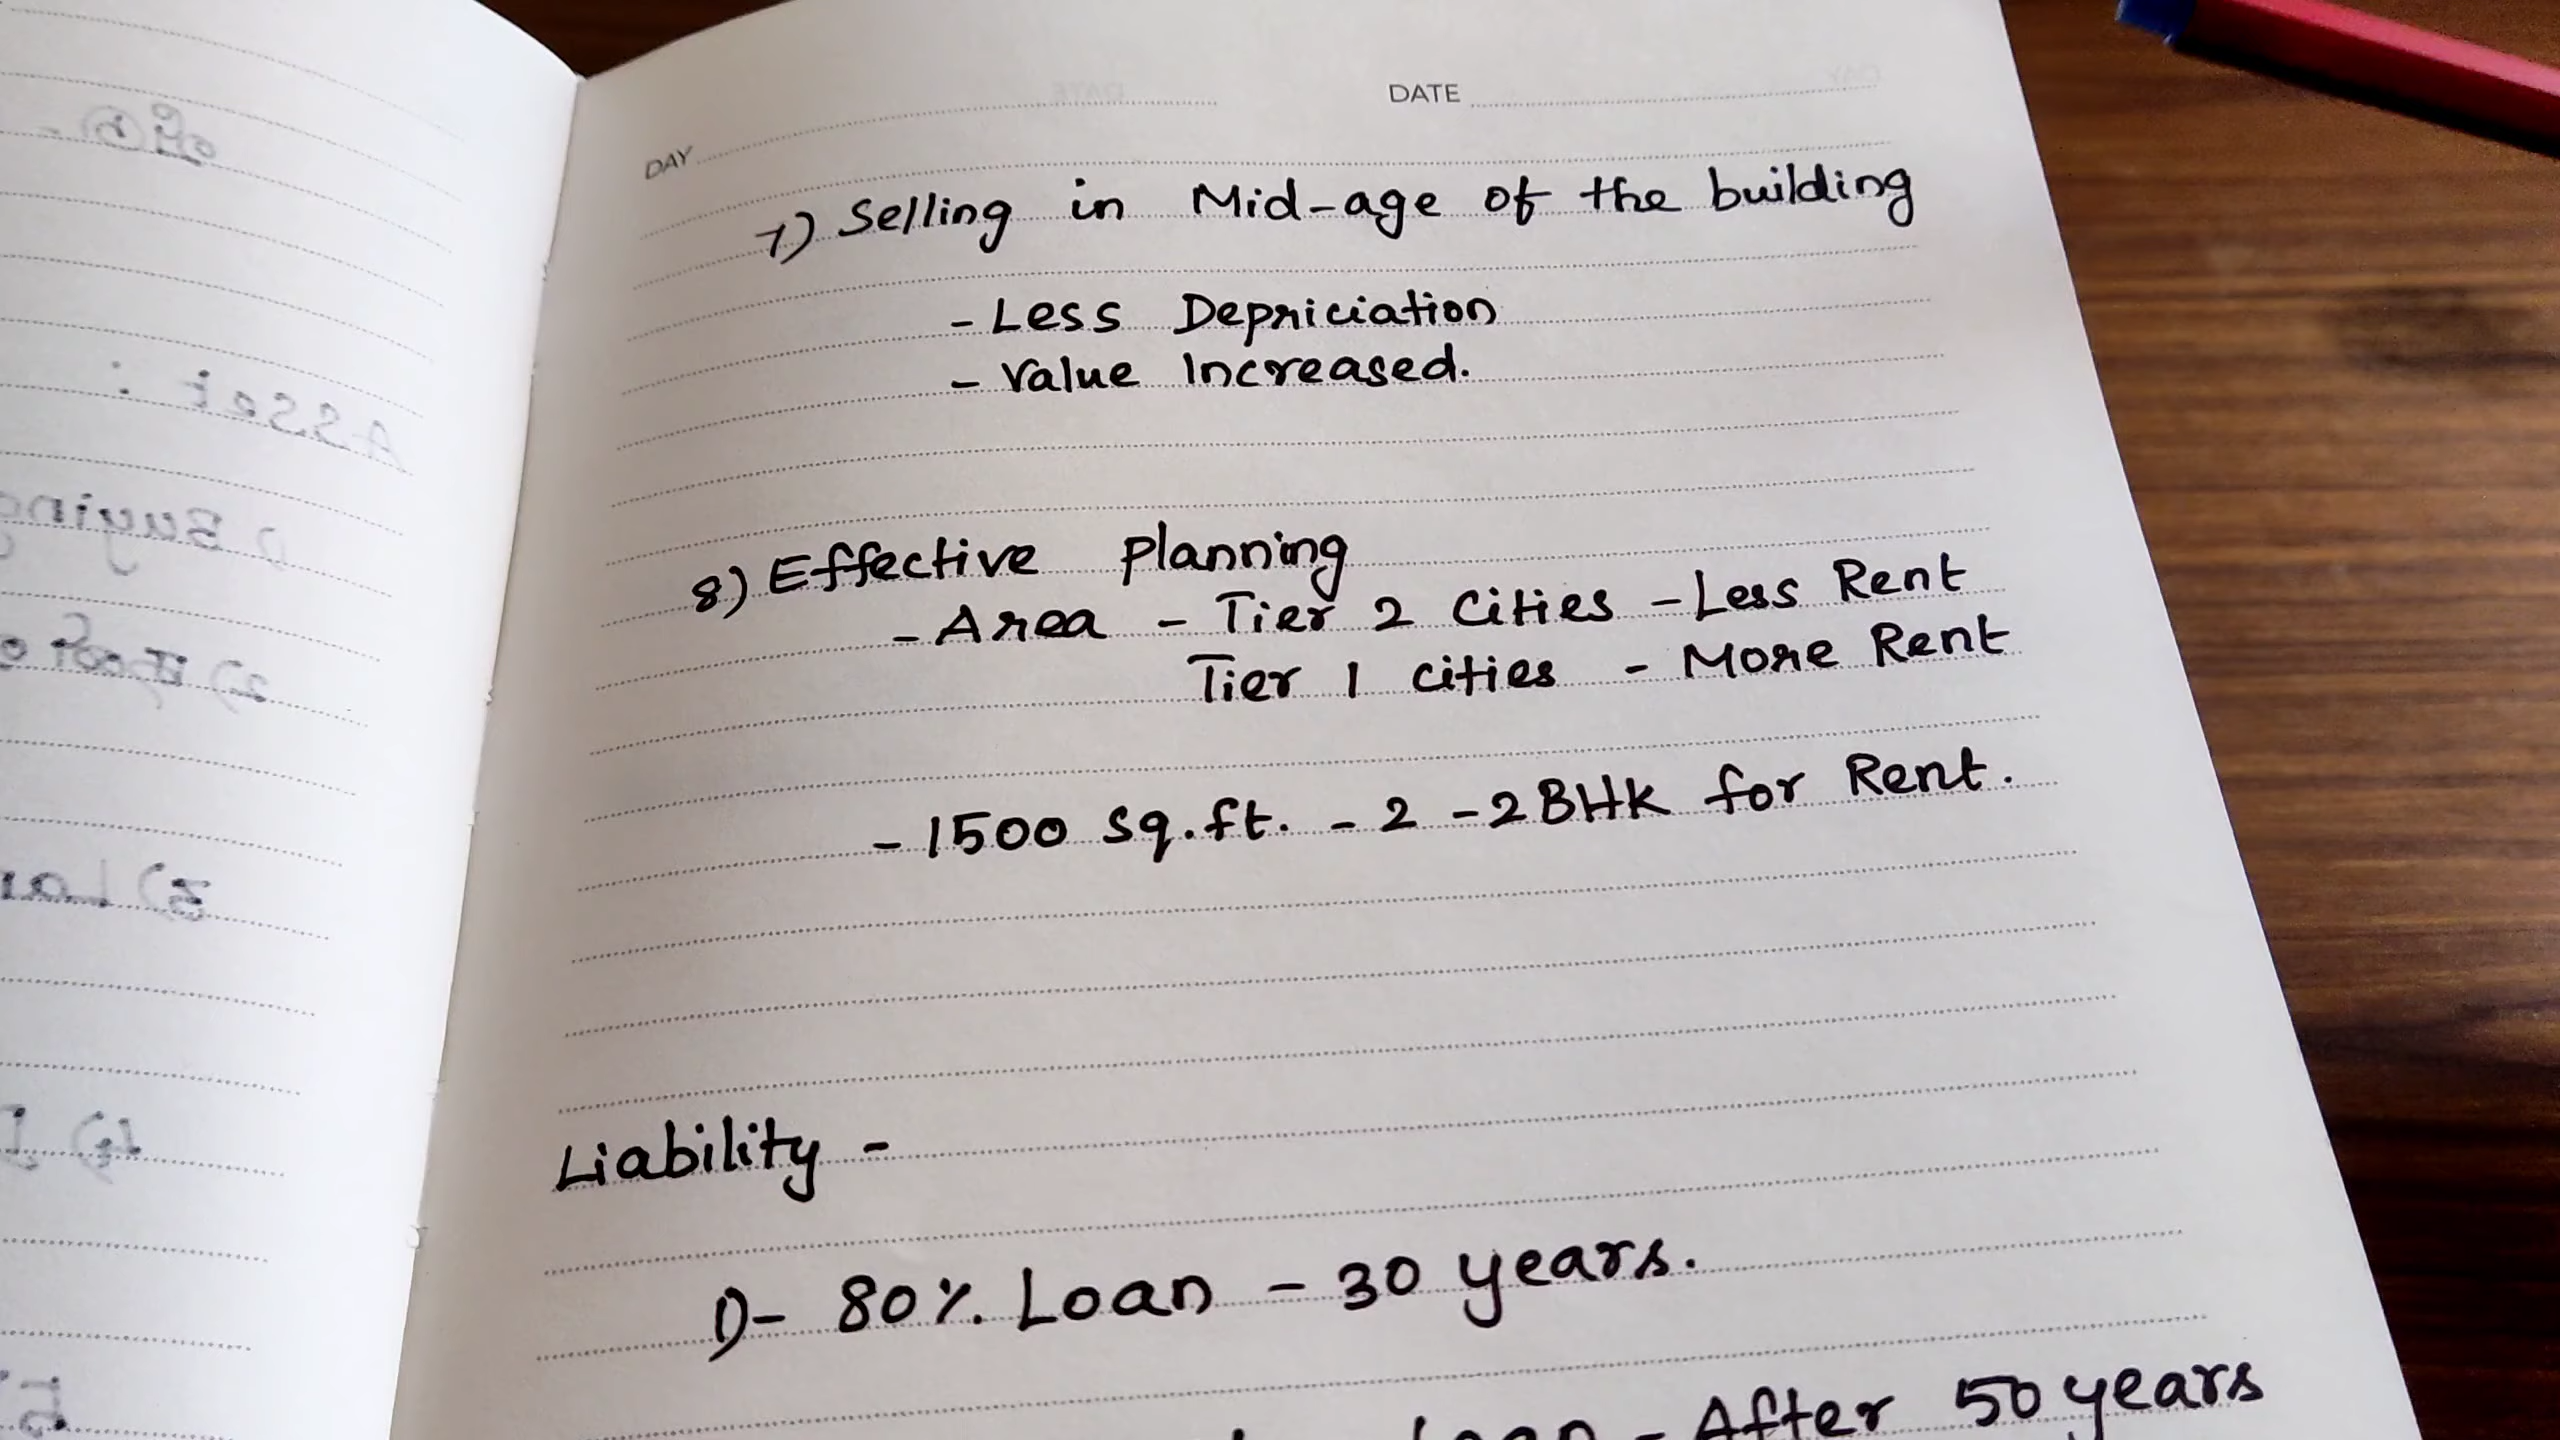 DAY
DATE
7) Selling in Mid-age of the building
- Less Depriciation
- Value Increased.
8) Effective planning
- Area - Tier 2 Cities - Less Rent
Tier 1 cities - More Rent
- 1500 sq.ft. - 2 - 2BHK for Rent.
Liability -
1)- 80% Loan - 30 years.
Loan - After 50 years